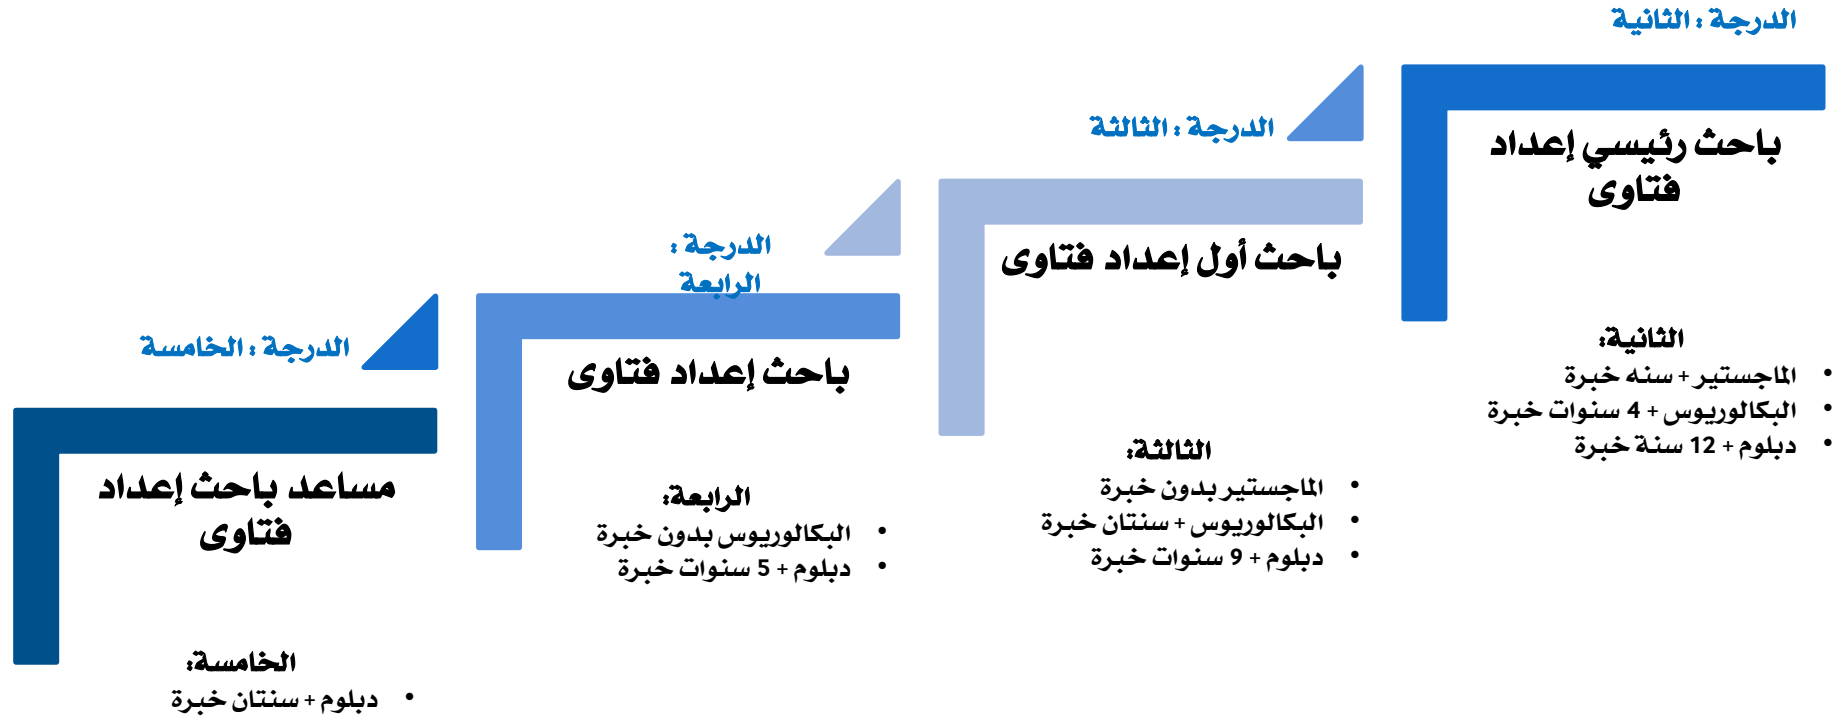 الدرجة : الثانية
باحث رئيسي إعداد
فتاوى
الثانية:
• الماجستير + سنه خبرة
• البكالوريوس + 4 سنوات خبرة
• دبلوم + 12 سنة خبرة
الدرجة : الثالثة
باحث أول إعداد فتاوى
الثالثة:
• الماجستير بدون خبرة
• البكالوريوس + سنتان خبرة
• دبلوم + 9 سنوات خبرة
الدرجة :
الرابعة
باحث إعداد فتاوى
الرابعة:
• البكالوريوس بدون خبرة
• دبلوم + 5 سنوات خبرة
الدرجة : الخامسة
مساعد باحث إعداد
فتاوى
الخامسة:
• دبلوم + سنتان خبرة